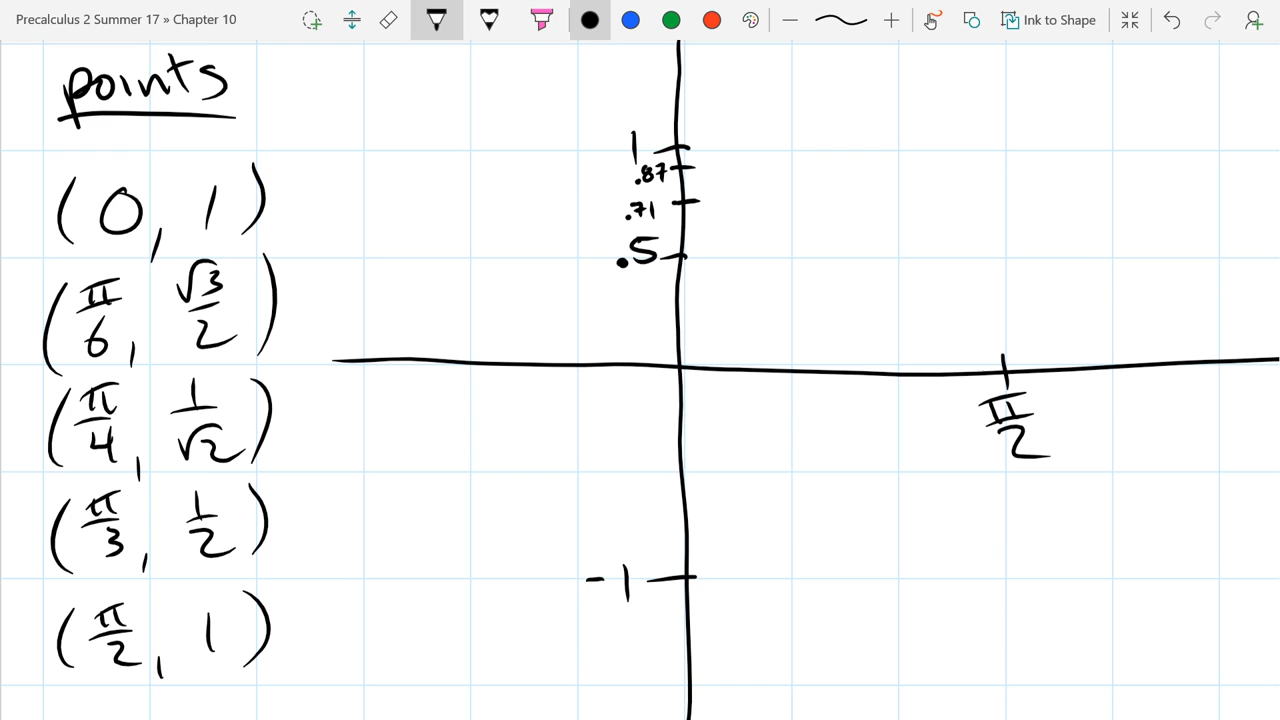 Precalculus 2 Summer 17 » Chapter 10
Ink to Shape
points
(0, 1)
(π/6, √3/2)
(π/4, 1/√2)
(π/3, 1/2)
(π/2, 1)
1
.87
.71
.5
π/2
-1